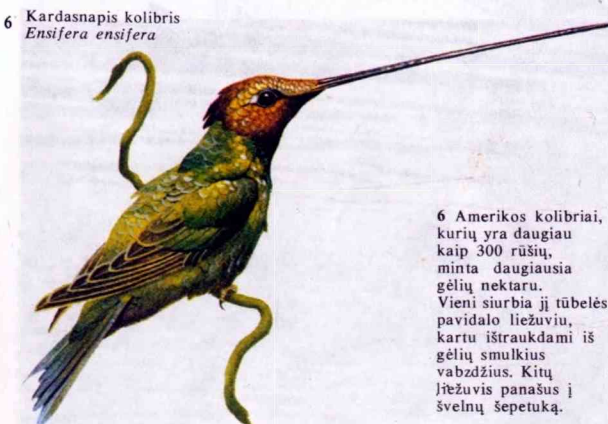 6 Kardasnapis kolibris
Ensifera ensifera
6 Amerikos kolibriai,
kurių yra daugiau
kaip 300 rūšių,
minta daugiausia
gėlių nektaru.
Vieni siurbia jį tūbelės
pavidalo liežuviu,
kartu ištraukdami iš
gėlių smulkius
vabzdžius. Kitų
liežuvis panašus į
švelnų šepetuką.